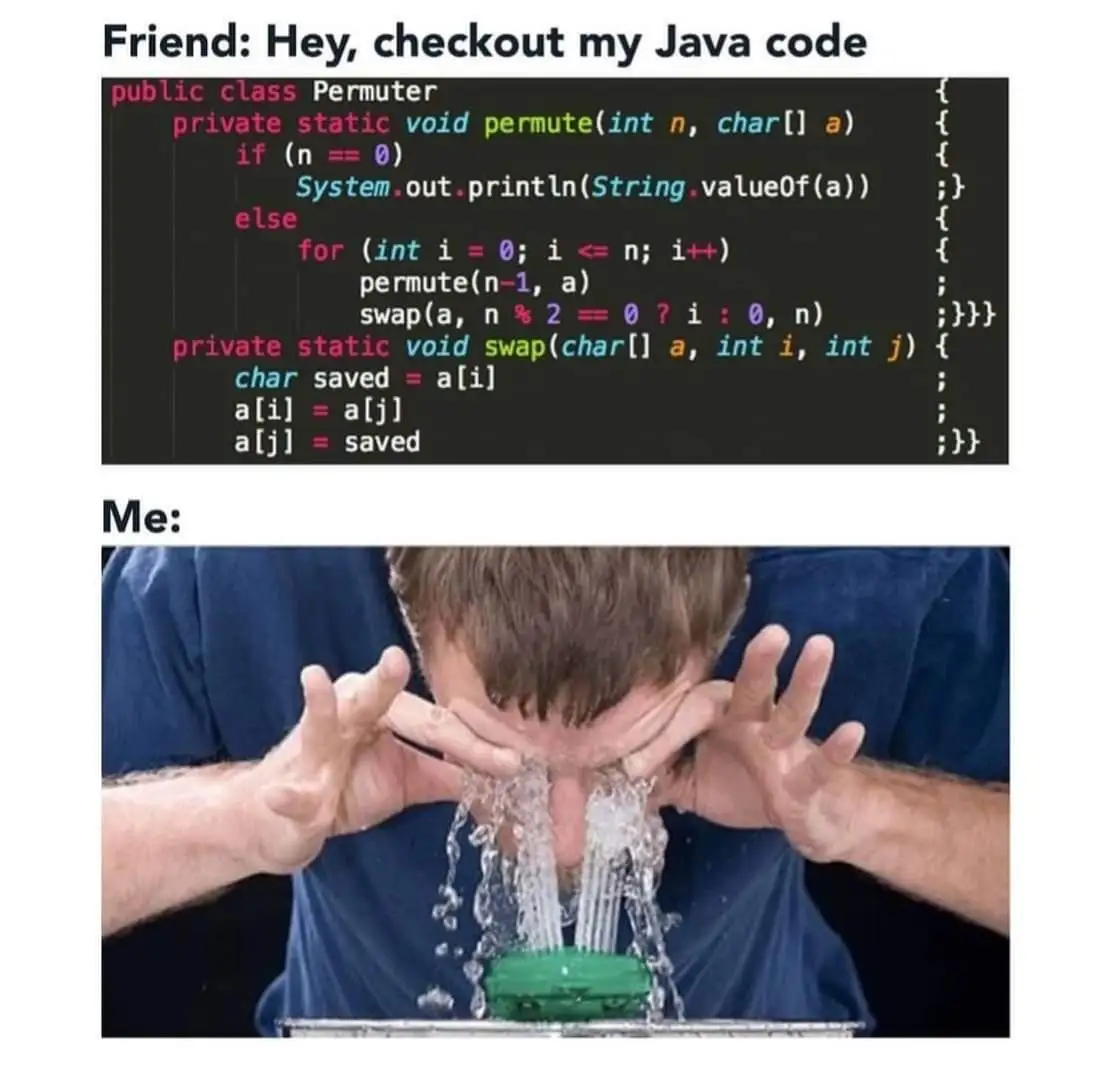 Friend: Hey, checkout my Java code
public class Permuter {
private static void permute(int n, char[] a) {
if (n == 0) {
System.out.println(String.valueOf(a)) ;}
else {
for (int i = 0; i <= n; i++) {
permute(n-1, a) ;
swap(a, n % 2 == 0 ? i : 0, n) ;}}}
private static void swap(char[] a, int i, int j) {
char saved = a[i] ;
a[i] = a[j] ;
a[j] = saved ;}}
Me: